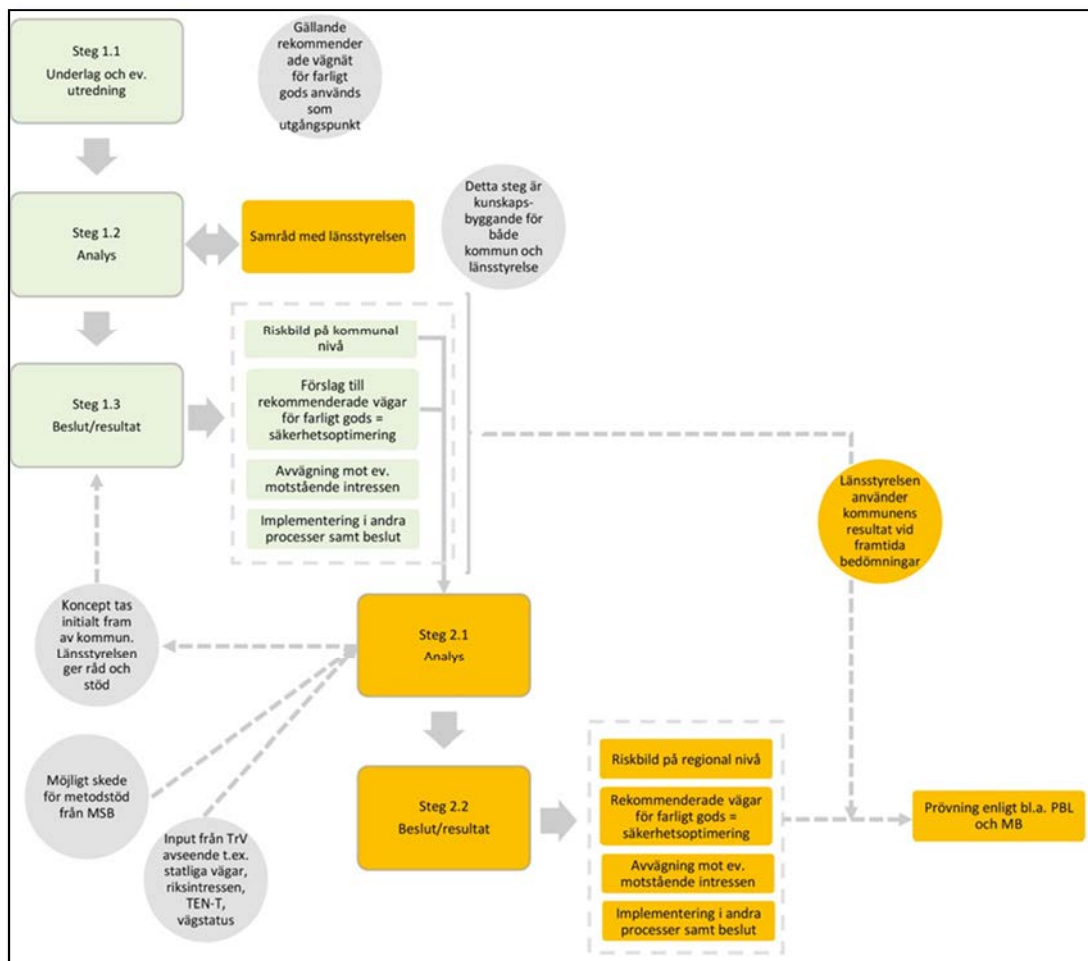 Steg 1.1
Underlag och ev.
utredning
Gällande
rekommender
ade vägnät
för farligt
gods används
som
utgångspunkt
Steg 1.2
Analys
Samråd med länsstyrelsen
Detta steg är
kunskaps-
byggande för
både
kommun och
länsstyrelse
Steg 1.3
Beslut/resultat
Riskbild på kommunal
nivå
Förslag till
rekommenderade vägar
för farligt gods =
säkerhetsoptimering
Avvägning mot ev.
motstående intressen
Implementering i andra
processer samt beslut
Länsstyrelsen
använder
kommunens
resultat vid
framtida
bedömningar
Koncept tas
initialt fram
av kommun.
Länsstyrelsen
ger råd och
stöd
Steg 2.1
Analys
Möjligt skede
för metodstöd
från MSB
Input från TrV
avseende t.ex.
statliga vägar,
riksintressen,
TEN-T,
vägstatus
Steg 2.2
Beslut/resultat
Riskbild på regional nivå
Rekommenderade vägar
för farligt gods =
säkerhetsoptimering
Avvägning mot ev.
motstående intressen
Implementering i andra
processer samt beslut
Prövning enligt bl.a. PBL
och MB